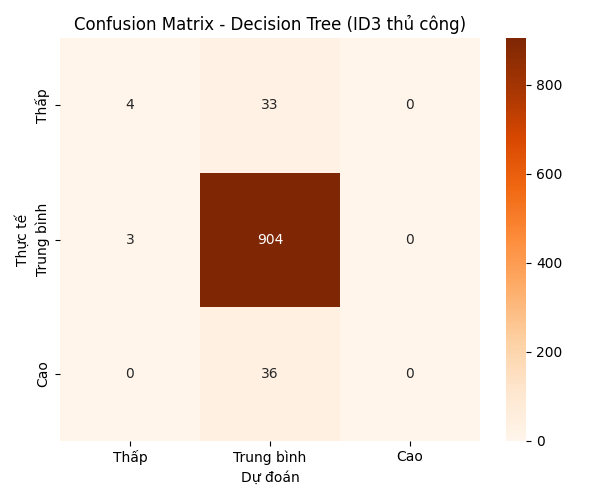 Confusion Matrix - Decision Tree (ID3 thủ công)
Thực tế
Thấp
4 33 0
Trung bình
3 904 0
Cao
0 36 0
Thấp Trung bình Cao
Dự đoán
800
600
400
200
0